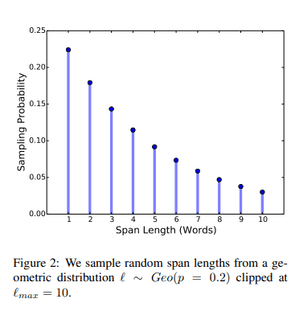 0.25
0.20
0.15
0.10
0.05
0.00
Sampling Probability
1 2 3 4 5 6 7 8 9 10
Span Length (Words)
Figure 2: We sample random span lengths from a ge-
ometric distribution ℓ ∼ Geo(p = 0.2) clipped at
ℓmax = 10.